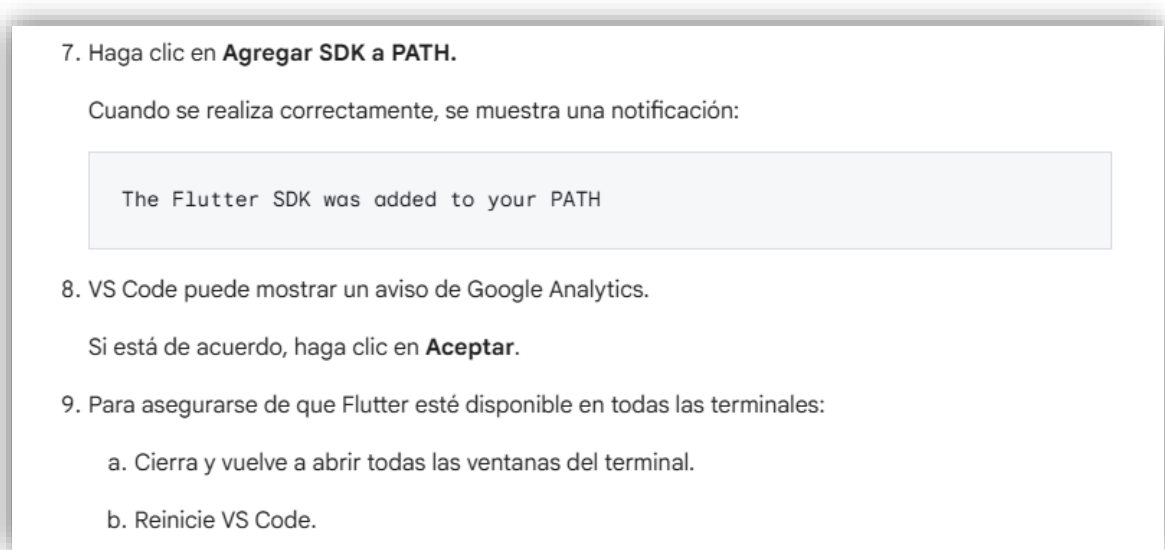 7. Haga clic en Agregar SDK a PATH.
Cuando se realiza correctamente, se muestra una notificación:
The Flutter SDK was added to your PATH
8. VS Code puede mostrar un aviso de Google Analytics.
Si está de acuerdo, haga clic en Aceptar.
9. Para asegurarse de que Flutter esté disponible en todas las terminales:
a. Cierra y vuelve a abrir todas las ventanas del terminal.
b. Reinicie VS Code.